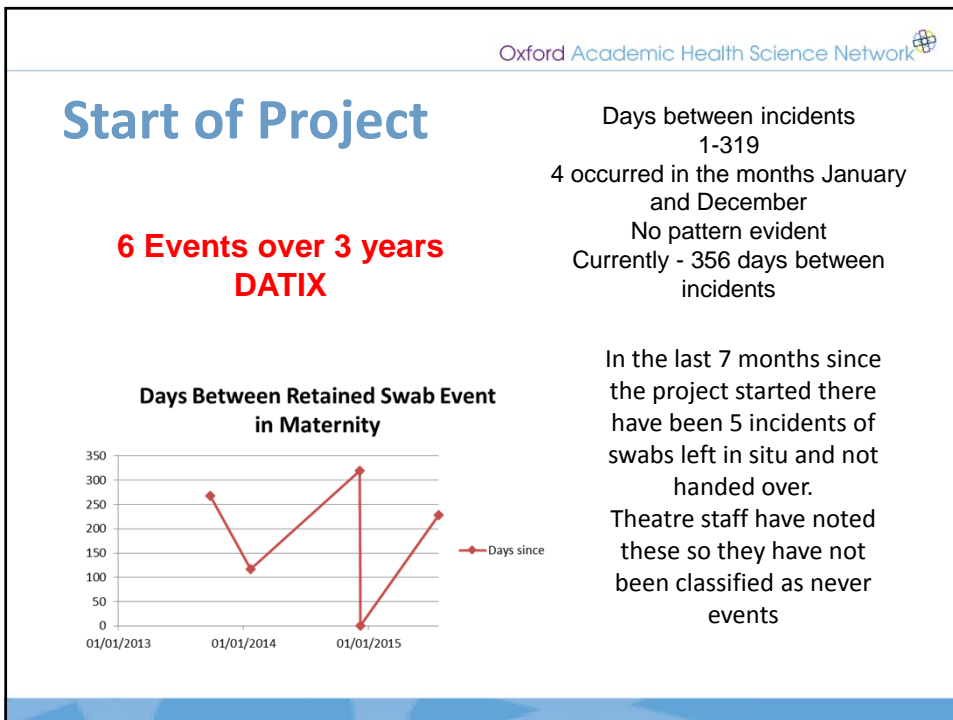 Oxford Academic Health Science Network
Start of Project
6 Events over 3 years
DATIX
Days between incidents
1-319
4 occurred in the months January
and December
No pattern evident
Currently - 356 days between
incidents
In the last 7 months since
the project started there
have been 5 incidents of
swabs left in situ and not
handed over.
Theatre staff have noted
these so they have not
been classified as never
events
Days Between Retained Swab Event
in Maternity
350
300
250
200
150
100
50
0
01/01/2013 01/01/2014 01/01/2015
Days since